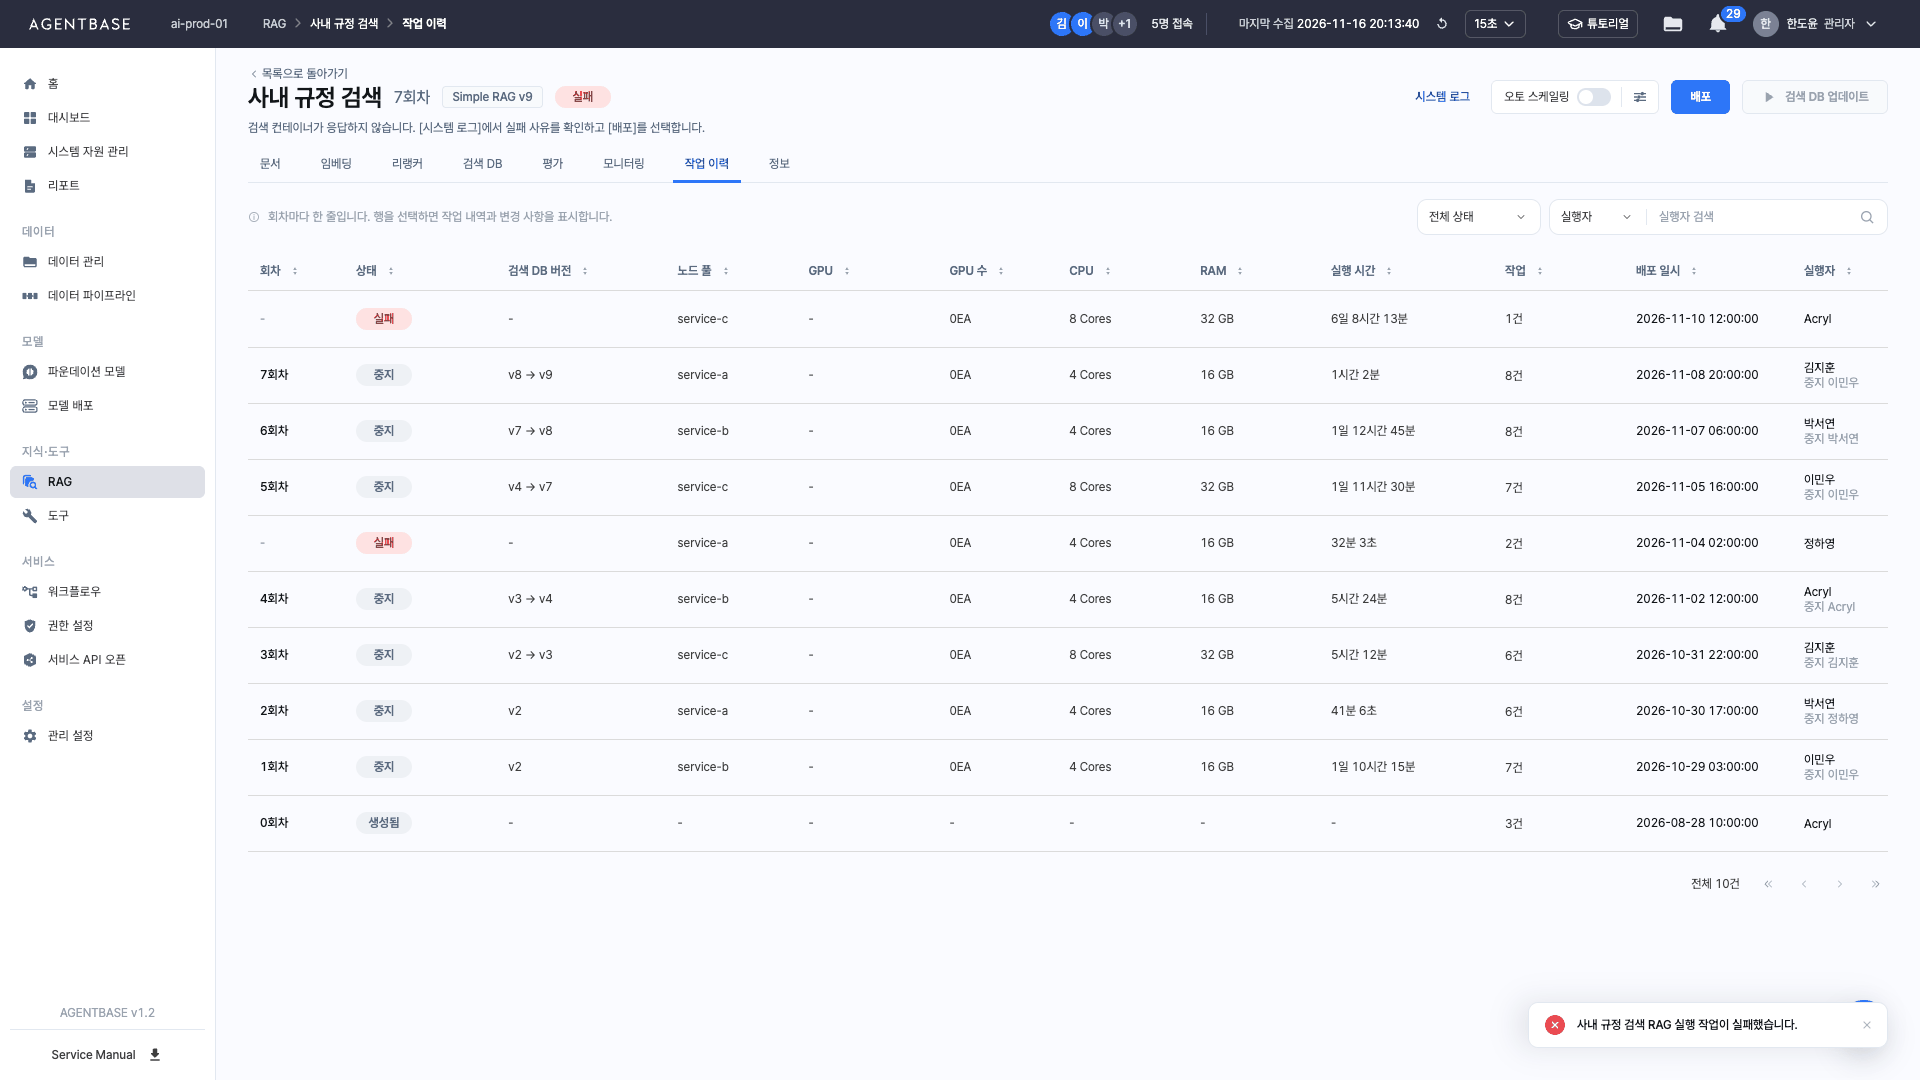 AGENTBASE
ai-prod-01
RAG > 사내 규정 검색 > 작업 이력
김 이 박 +1 5명 접속
마지막 수집 2026-11-16 20:13:40
15초
튜토리얼
29
한 한도윤 관리자
홈
대시보드
시스템 자원 관리
리포트
데이터
데이터 관리
데이터 파이프라인
모델
파운데이션 모델
모델 배포
지식·도구
RAG
도구
서비스
워크플로우
권한 설정
서비스 API 오픈
설정
관리 설정
AGENTBASE v1.2
Service Manual
목록으로 돌아가기
사내 규정 검색 7회차 Simple RAG v9 실패
검색 컨테이너가 응답하지 않습니다. [시스템 로그]에서 실패 사유를 확인하고 [배포]를 선택합니다.
시스템 로그 오토 스케일링 배포 검색 DB 업데이트
문서 임베딩 리랭커 검색 DB 평가 모니터링 작업 이력 정보
회차마다 한 줄입니다. 행을 선택하면 작업 내역과 변경 사항을 표시합니다.
전체 상태 실행자 실행자 검색
회차 상태 검색 DB 버전 노드 풀 GPU GPU 수 CPU RAM 실행 시간 작업 배포 일시 실행자
- 실패 - service-c - 0EA 8 Cores 32 GB 6일 8시간 13분 1건 2026-11-10 12:00:00 Acryl
7회차 중지 v8 → v9 service-a - 0EA 4 Cores 16 GB 1시간 2분 8건 2026-11-08 20:00:00 김지훈
중지 이민우
6회차 중지 v7 → v8 service-b - 0EA 4 Cores 16 GB 1일 12시간 45분 8건 2026-11-07 06:00:00 박서연
중지 박서연
5회차 중지 v4 → v7 service-c - 0EA 8 Cores 32 GB 1일 11시간 30분 7건 2026-11-05 16:00:00 이민우
중지 이민우
- 실패 - service-a - 0EA 4 Cores 16 GB 32분 3초 2건 2026-11-04 02:00:00 정하영
4회차 중지 v3 → v4 service-b - 0EA 4 Cores 16 GB 5시간 24분 8건 2026-11-02 12:00:00 Acryl
중지 Acryl
3회차 중지 v2 → v3 service-c - 0EA 8 Cores 32 GB 5시간 12분 6건 2026-10-31 22:00:00 김지훈
중지 김지훈
2회차 중지 v2 service-a - 0EA 4 Cores 16 GB 41분 6초 6건 2026-10-30 17:00:00 박서연
중지 정하영
1회차 중지 v2 service-b - 0EA 4 Cores 16 GB 1일 10시간 15분 7건 2026-10-29 03:00:00 이민우
중지 이민우
0회차 생성됨 - - - - - - - 3건 2026-08-28 10:00:00 Acryl
전체 10건 « ‹ › »
사내 규정 검색 RAG 실행 작업이 실패했습니다.